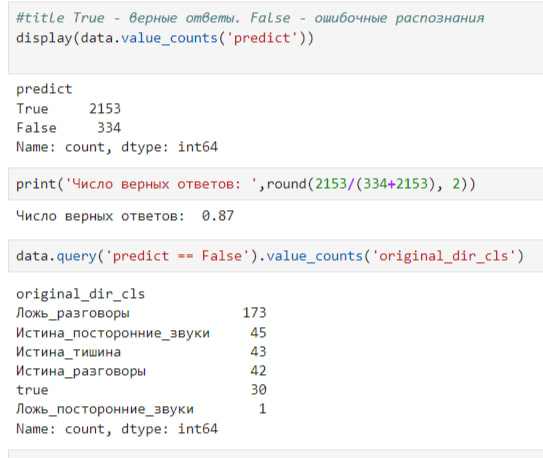 #title True - верные ответы. False - ошибочные распознания
display(data.value_counts('predict'))
predict
True 2153
False 334
Name: count, dtype: int64
print('Число верных ответов: ',round(2153/(334+2153), 2))
Число верных ответов:  0.87
data.query('predict == False').value_counts('original_dir_cls')
original_dir_cls
Ложь_разговоры 173
Истина_посторонние_звуки 45
Истина_тишина 43
Истина_разговоры 42
true 30
Ложь_посторонние_звуки 1
Name: count, dtype: int64